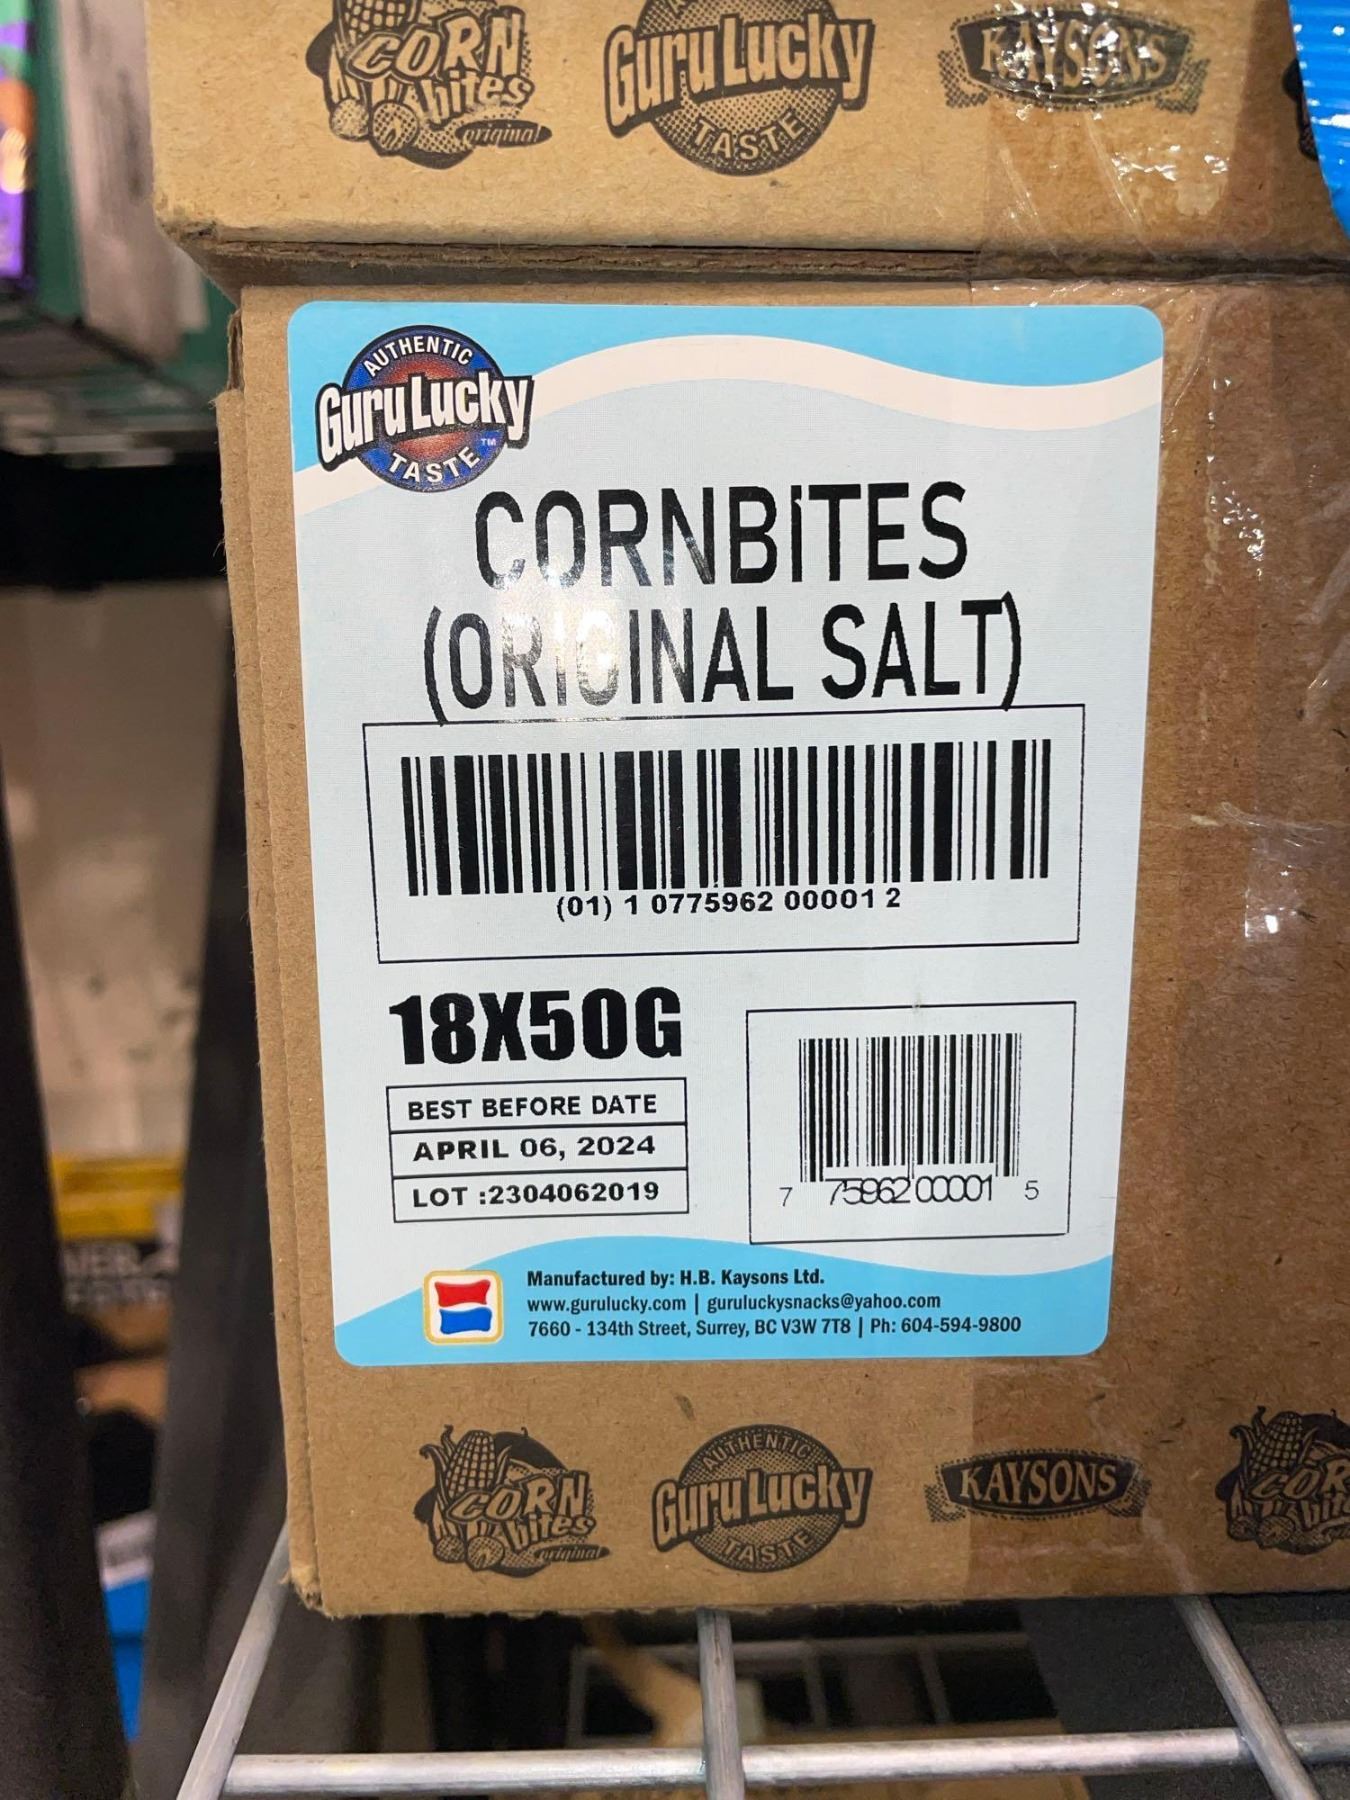 CORN
bites
original
Guru Lucky
TASTE
KAYSONS
AUTHENTIC
Guru Lucky™
TASTE
CORNBITES
(ORIGINAL SALT)
(01) 1 0775962 00001 2
18X50G
BEST BEFORE DATE
APRIL 06, 2024
LOT :2304062019
7 75962 00001 5
Manufactured by: H.B. Kaysons Ltd.
www.gurulucky.com | guruluckysnacks@yahoo.com
7660 - 134th Street, Surrey, BC V3W 7T8 | Ph: 604-594-9800
CORN
bites
original
AUTHENTIC
Guru Lucky
TASTE
KAYSONS